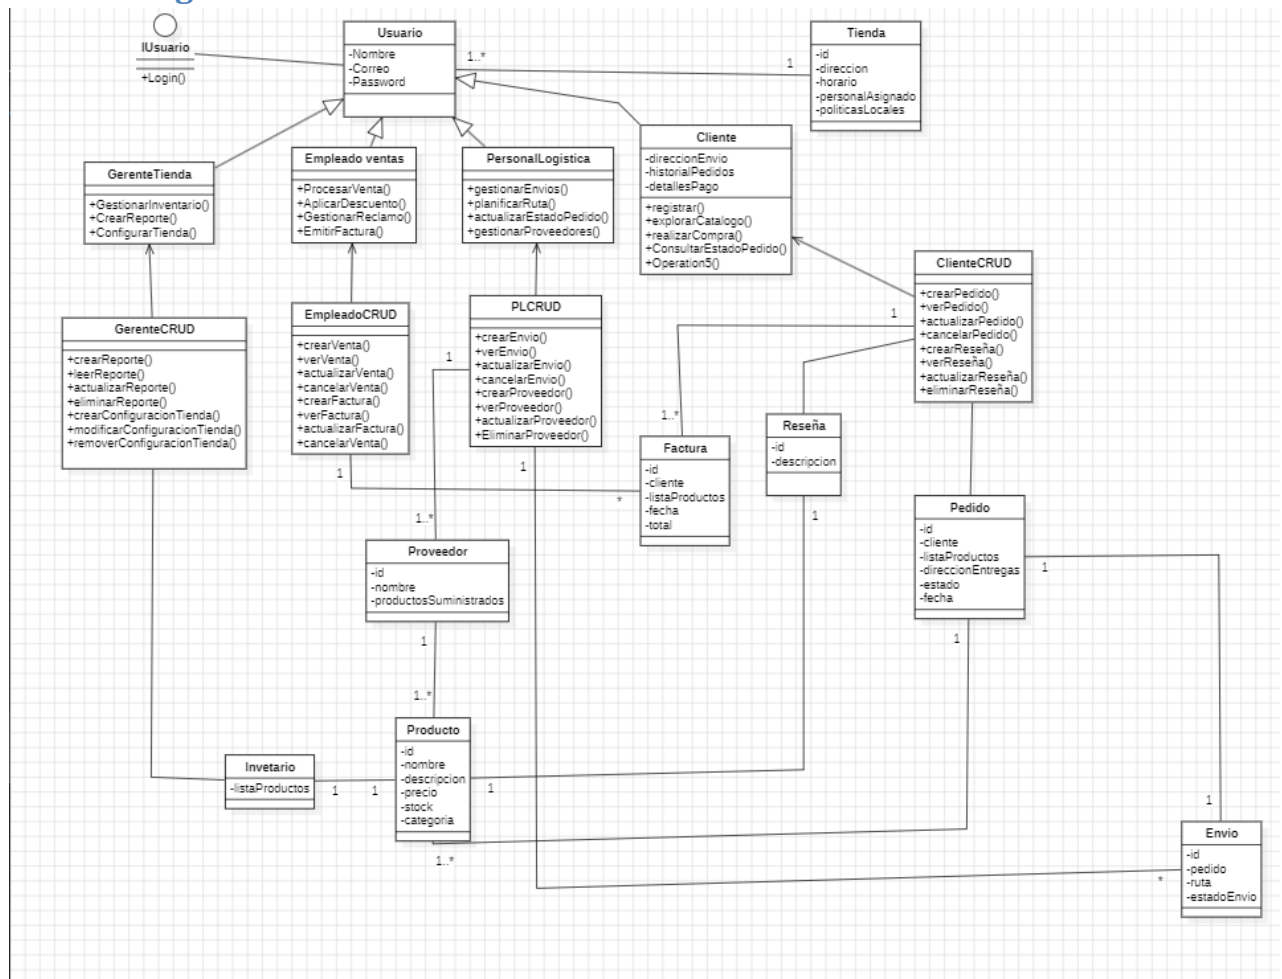 IUsuario
+Login()
Usuario
-Nombre
-Correo
-Password
1..*
1
Tienda
-id
-direccion
-horario
-personalAsignado
-politicasLocales
GerenteTienda
+GestionarInventario()
+CrearReporte()
+ConfigurarTienda()
Empleado ventas
+ProcesarVenta()
+AplicarDescuento()
+GestionarReclamo()
+EmitirFactura()
PersonalLogistica
+gestionarEnvios()
+planificarRuta()
+actualizarEstadoPedido()
+gestionarProveedores()
Cliente
-direccionEnvio
-historialPedidos
-detallesPago
+registrar()
+explorarCatalogo()
+realizarCompra()
+ConsultarEstadoPedido()
+Operation5()
ClienteCRUD
+crearPedido()
+verPedido()
+actualizarPedido()
+cancelarPedido()
+crearReseña()
+verReseña()
+actualizarReseña()
+eliminarReseña()
GerenteCRUD
+crearReporte()
+leerReporte()
+actualizarReporte()
+eliminarReporte()
+crearConfiguracionTienda()
+modificarConfiguracionTienda()
+removerConfiguracionTienda()
EmpleadoCRUD
+crearVenta()
+verVenta()
+actualizarVenta()
+cancelarVenta()
+crearFactura()
+verFactura()
+actualizarFactura()
+cancelarVenta()
PLCRUD
+crearEnvio()
+verEnvio()
+actualizarEnvio()
+cancelarEnvio()
+crearProveedor()
+verProveedor()
+actualizarProveedor()
+EliminarProveedor()
1
1
1..*
1
1
*
1..*
Factura
-id
-cliente
-listaProductos
-fecha
-total
Reseña
-id
-descripcion
1
Pedido
-id
-cliente
-listaProductos
-direccionEntregas
-estado
-fecha
1
1
Proveedor
-id
-nombre
-productosSuministrados
1
1..*
Producto
-id
-nombre
-descripcion
-precio
-stock
-categoria
1
1..*
Invetario
-listaProductos
1
1
1
Envio
-id
-pedido
-ruta
-estadoEnvio
*